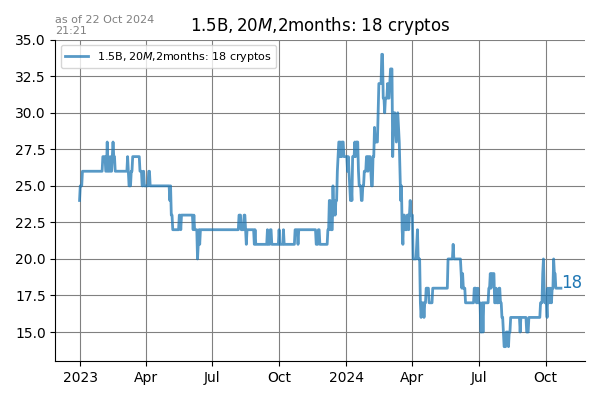 as of 22 Oct 2024
21:21
1.5B, 20M,2months: 18 cryptos
1.5B, 20M,2months: 18 cryptos
35.0
32.5
30.0
27.5
25.0
22.5
20.0
17.5
15.0
18
2023 Apr Jul Oct 2024 Apr Jul Oct